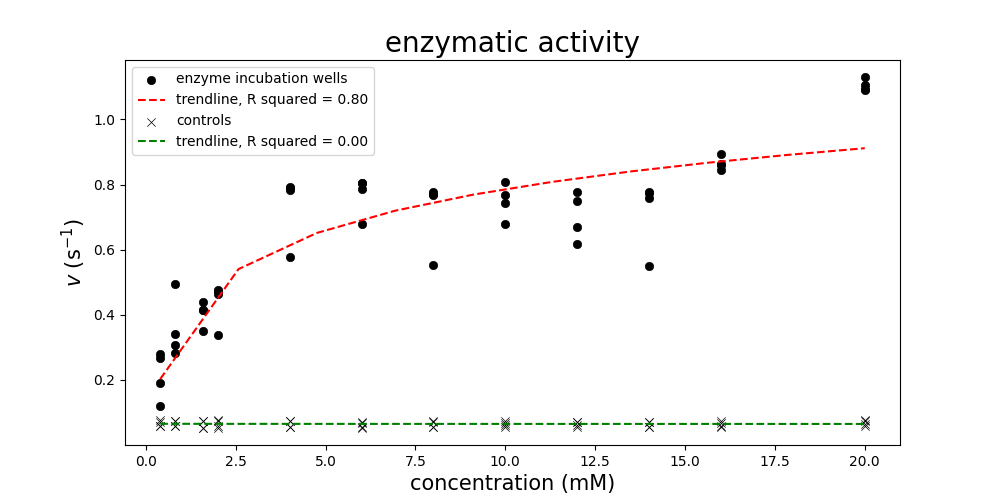 enzymatic activity
enzyme incubation wells
trendline, R squared = 0.80
controls
trendline, R squared = 0.00
1.0
0.8
0.6
0.4
0.2
v (s⁻¹)
0.0 2.5 5.0 7.5 10.0 12.5 15.0 17.5 20.0
concentration (mM)